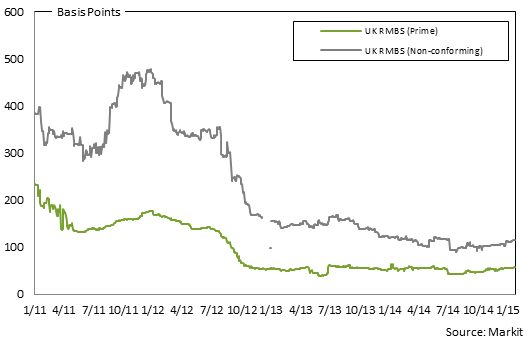 600
Basis Points
UK RMBS (Prime)
UK RMBS (Non-conforming)
500
400
300
200
100
0
1/11 4/11 7/11 10/11 1/12 4/12 7/12 10/12 1/13 4/13 7/13 10/13 1/14 4/14 7/14 10/14 1/15
Source: Markit